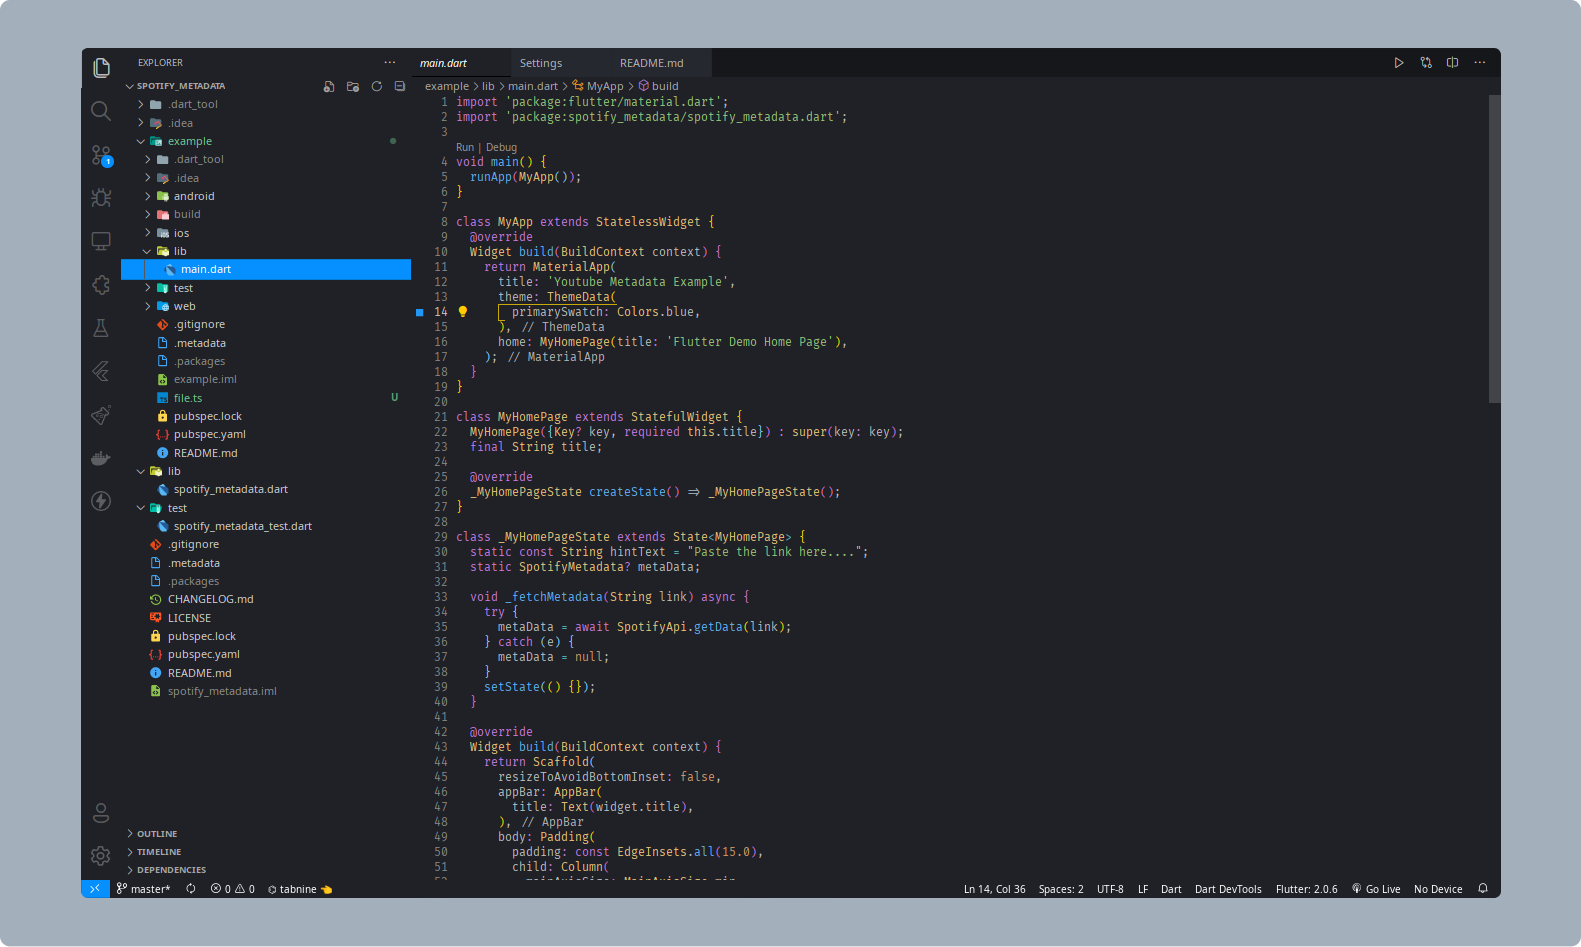 EXPLORER
SPOTIFY_METADATA
.dart_tool
.idea
example
.dart_tool
.idea
android
build
ios
lib
main.dart
test
web
.gitignore
.metadata
.packages
example.iml
file.ts U
pubspec.lock
pubspec.yaml
README.md
lib
spotify_metadata.dart
test
spotify_metadata_test.dart
.gitignore
.metadata
.packages
CHANGELOG.md
LICENSE
pubspec.lock
pubspec.yaml
README.md
spotify_metadata.iml
OUTLINE
TIMELINE
DEPENDENCIES
1
main.dart Settings README.md
example > lib > main.dart > MyApp > build
1 import 'package:flutter/material.dart';
2 import 'package:spotify_metadata/spotify_metadata.dart';
3
Run | Debug
4 void main() {
5   runApp(MyApp());
6 }
7
8 class MyApp extends StatelessWidget {
9   @override
10   Widget build(BuildContext context) {
11     return MaterialApp(
12       title: 'Youtube Metadata Example',
13       theme: ThemeData(
14         primarySwatch: Colors.blue,
15       ), // ThemeData
16       home: MyHomePage(title: 'Flutter Demo Home Page'),
17     ); // MaterialApp
18   }
19 }
20
21 class MyHomePage extends StatefulWidget {
22   MyHomePage({Key? key, required this.title}) : super(key: key);
23   final String title;
24
25   @override
26   _MyHomePageState createState() => _MyHomePageState();
27 }
28
29 class _MyHomePageState extends State<MyHomePage> {
30   static const String hintText = "Paste the link here....";
31   static SpotifyMetadata? metaData;
32
33   void _fetchMetadata(String link) async {
34     try {
35       metaData = await SpotifyApi.getData(link);
36     } catch (e) {
37       metaData = null;
38     }
39     setState(() {});
40   }
41
42   @override
43   Widget build(BuildContext context) {
44     return Scaffold(
45       resizeToAvoidBottomInset: false,
46       appBar: AppBar(
47         title: Text(widget.title),
48       ), // AppBar
49       body: Padding(
50         padding: const EdgeInsets.all(15.0),
51         child: Column(
master* 0 0 tabnine Ln 14, Col 36 Spaces: 2 UTF-8 LF Dart Dart DevTools Flutter: 2.0.6 Go Live No Device